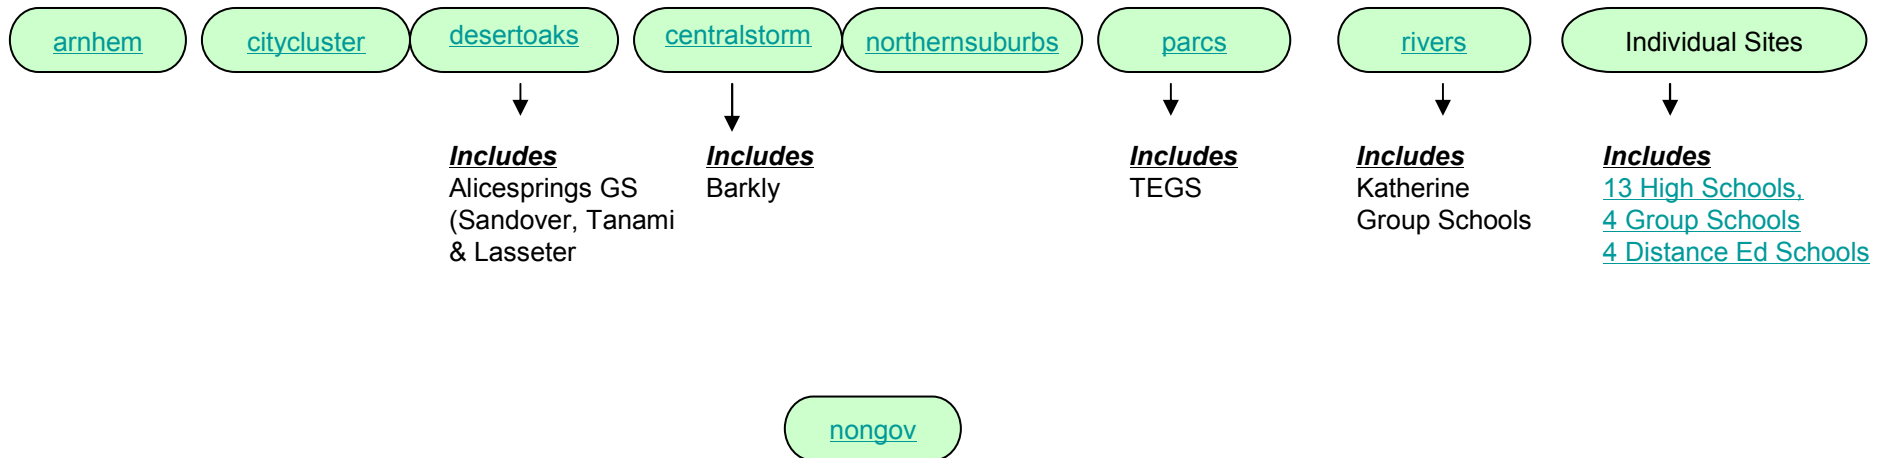 arnhem
citycluster
desertoaks
centralstorm
northernsuburbs
parcs
rivers
Individual Sites
Includes
Alicesprings GS
(Sandover, Tanami
& Lasseter
Includes
Barkly
Includes
TEGS
Includes
Katherine
Group Schools
Includes
13 High Schools,
4 Group Schools
4 Distance Ed Schools
nongov